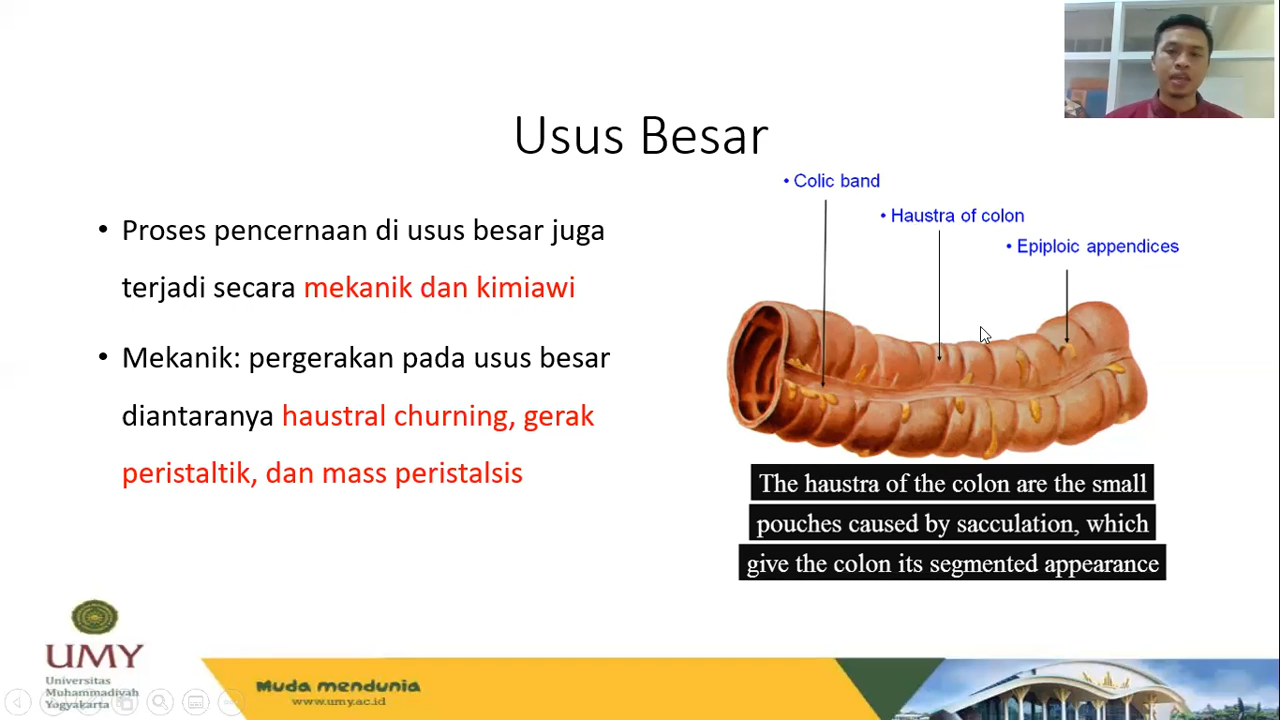 Usus Besar
• Proses pencernaan di usus besar juga
terjadi secara mekanik dan kimiawi
• Mekanik: pergerakan pada usus besar
diantaranya haustral churning, gerak
peristaltik, dan mass peristalsis
• Colic band
• Haustra of colon
• Epiploic appendices
The haustra of the colon are the small
pouches caused by sacculation, which
give the colon its segmented appearance
UMY
Universitas
Muhammadiyah
Yogyakarta
Muda mendunia
www.umy.ac.id